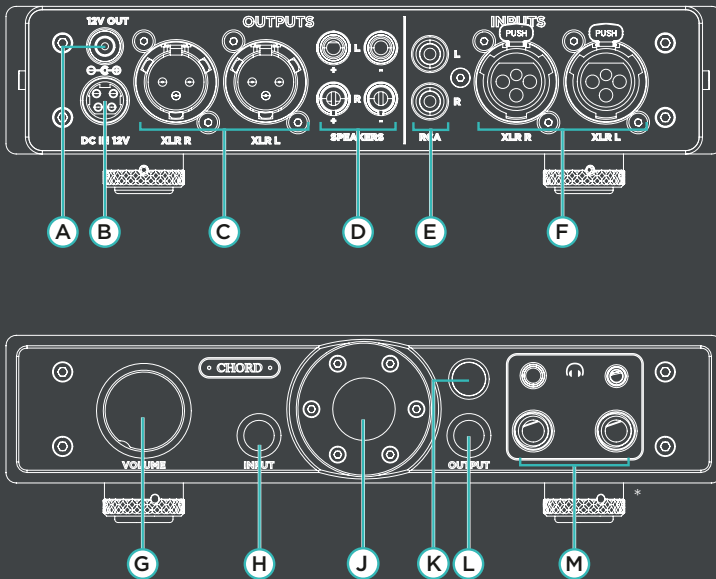 12V OUT
OUTPUTS
INPUTS
PUSH
PUSH
L
L
R
R
+
-
+
-
DC IN 12V
XLR R
XLR L
SPEAKERS
RCA
XLR R
XLR L
A
B
C
D
E
F
CHORD
VOLUME
INPUT
OUTPUT
*
G
H
J
K
L
M